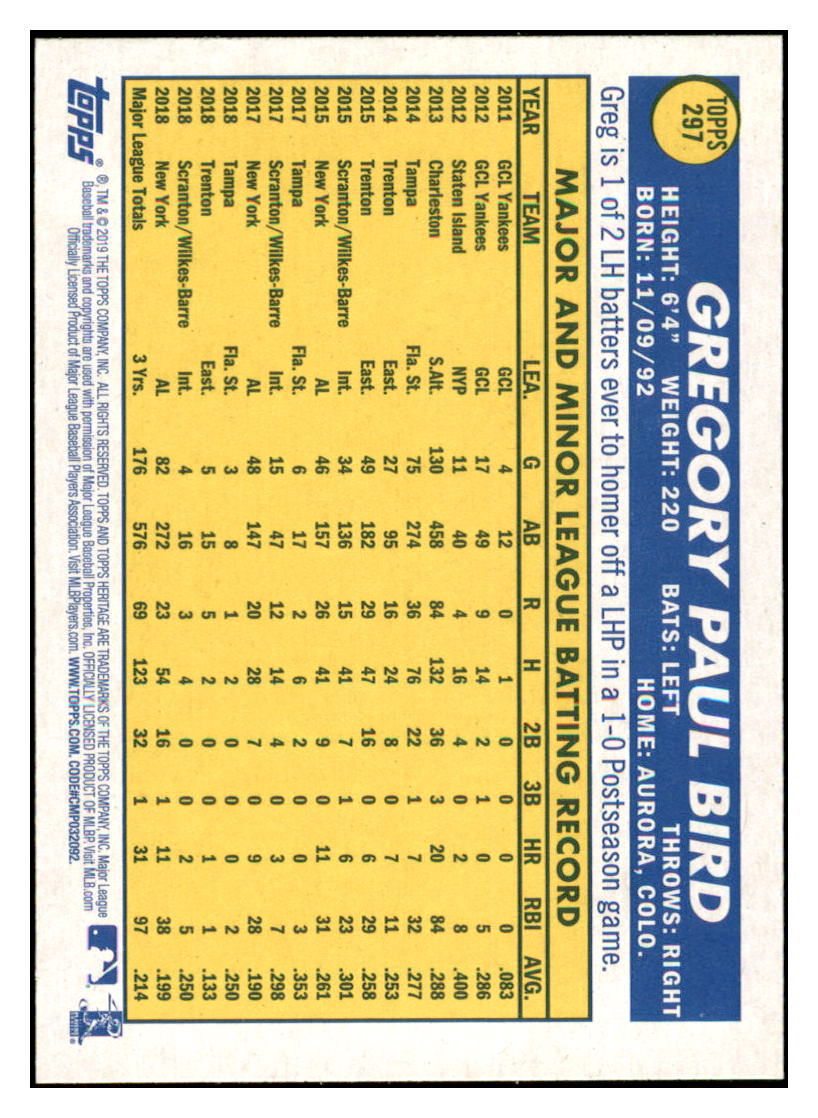 TOPPS
297
GREGORY PAUL BIRD
HEIGHT: 6'4" WEIGHT: 220 BATS: LEFT THROWS: RIGHT
BORN: 11/09/92 HOME: AURORA, COLO.
Greg is 1 of 2 LH batters ever to homer off a LHP in a 1-0 Postseason game.
MAJOR AND MINOR LEAGUE BATTING RECORD
YEAR TEAM LEA. G AB R H 2B 3B HR RBI AVG.
2011 GCL Yankees GCL 4 12 0 1 0 0 0 0 .083
2012 GCL Yankees GCL 17 49 9 14 2 1 0 5 .286
2012 Staten Island NYP 11 40 4 16 4 0 2 8 .400
2013 Charleston S.Atl. 130 458 84 132 36 3 20 84 .288
2014 Tampa Fla. St. 75 274 36 76 22 1 7 32 .277
2014 Trenton East. 27 95 16 24 8 0 7 11 .253
2015 Trenton East. 49 182 29 47 16 0 6 29 .258
2015 Scranton/Wilkes-Barre Int. 34 136 15 41 7 1 6 23 .301
2015 New York AL 46 157 26 41 9 0 11 31 .261
2017 Tampa Fla. St. 6 17 2 6 2 0 0 3 .353
2017 Scranton/Wilkes-Barre Int. 15 47 12 14 4 0 3 7 .298
2017 New York AL 48 147 20 28 7 0 9 28 .190
2018 Tampa Fla. St. 3 8 1 2 0 0 0 2 .250
2018 Trenton East. 5 15 5 2 0 0 1 1 .133
2018 Scranton/Wilkes-Barre Int. 4 16 3 4 0 0 2 5 .250
2018 New York AL 82 272 23 54 16 1 11 38 .199
Major League Totals 3 Yrs. 176 576 69 123 32 1 31 97 .214
topps®
®, TM & © 2019 THE TOPPS COMPANY, INC. ALL RIGHTS RESERVED. TOPPS AND TOPPS HERITAGE ARE TRADEMARKS OF THE TOPPS COMPANY, INC. Major League
Baseball trademarks and copyrights are used with permission of Major League Baseball Properties, Inc. OFFICIALLY LICENSED PRODUCT OF MLBP. Visit MLB.com
Officially Licensed Product of Major League Baseball Players Association. Visit MLBPlayers.com. WWW.TOPPS.COM. CODE#CMP032092.